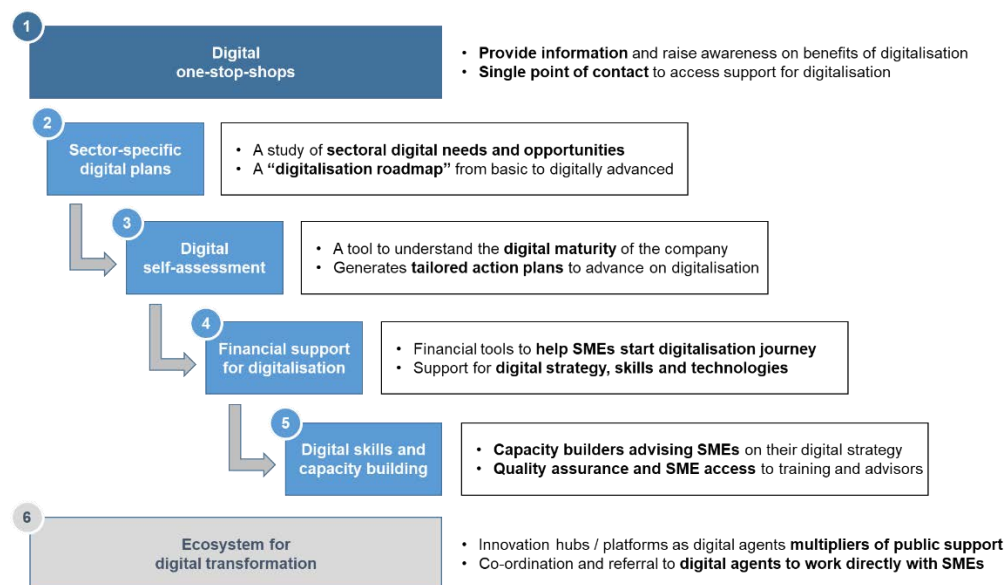 1
Digital
one-stop-shops
• Provide information and raise awareness on benefits of digitalisation
• Single point of contact to access support for digitalisation
2
Sector-specific
digital plans
• A study of sectoral digital needs and opportunities
• A “digitalisation roadmap” from basic to digitally advanced
3
Digital
self-assessment
• A tool to understand the digital maturity of the company
• Generates tailored action plans to advance on digitalisation
4
Financial support
for digitalisation
• Financial tools to help SMEs start digitalisation journey
• Support for digital strategy, skills and technologies
5
Digital skills and
capacity building
• Capacity builders advising SMEs on their digital strategy
• Quality assurance and SME access to training and advisors
6
Ecosystem for
digital transformation
• Innovation hubs / platforms as digital agents multipliers of public support
• Co-ordination and referral to digital agents to work directly with SMEs